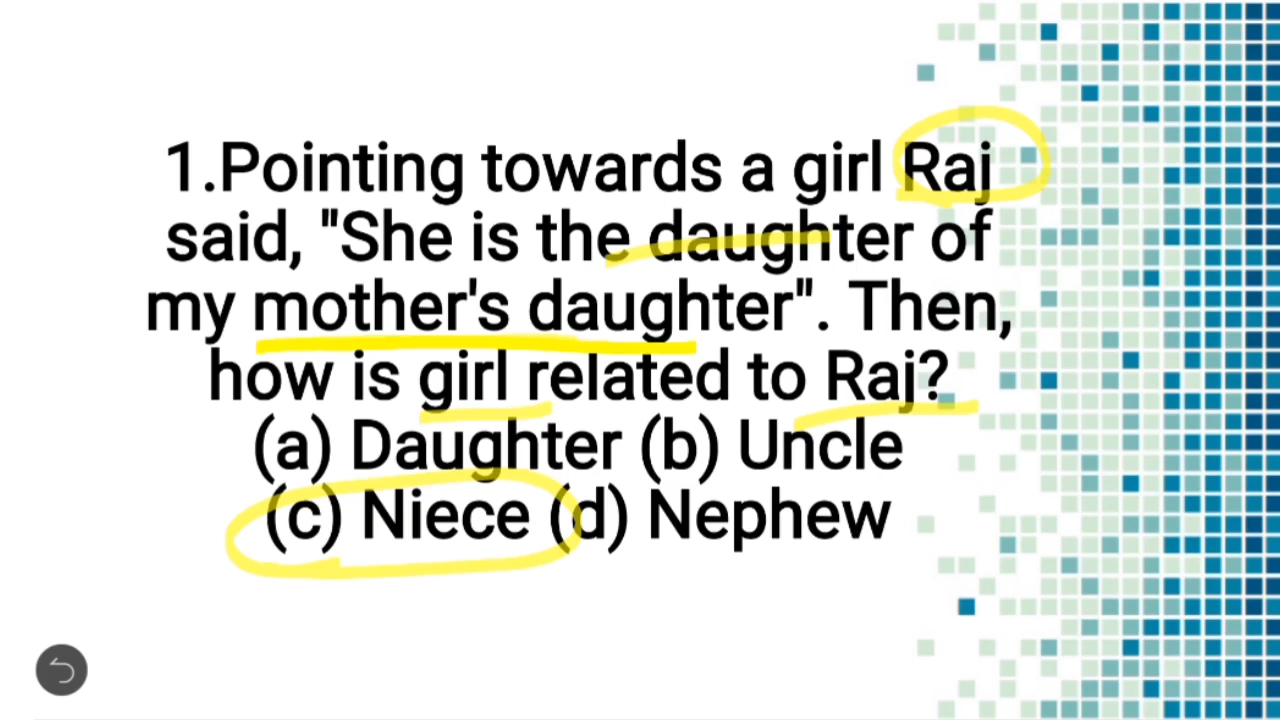 1.Pointing towards a girl Raj
said, "She is the daughter of
my mother's daughter". Then,
how is girl related to Raj?
(a) Daughter (b) Uncle
(c) Niece (d) Nephew